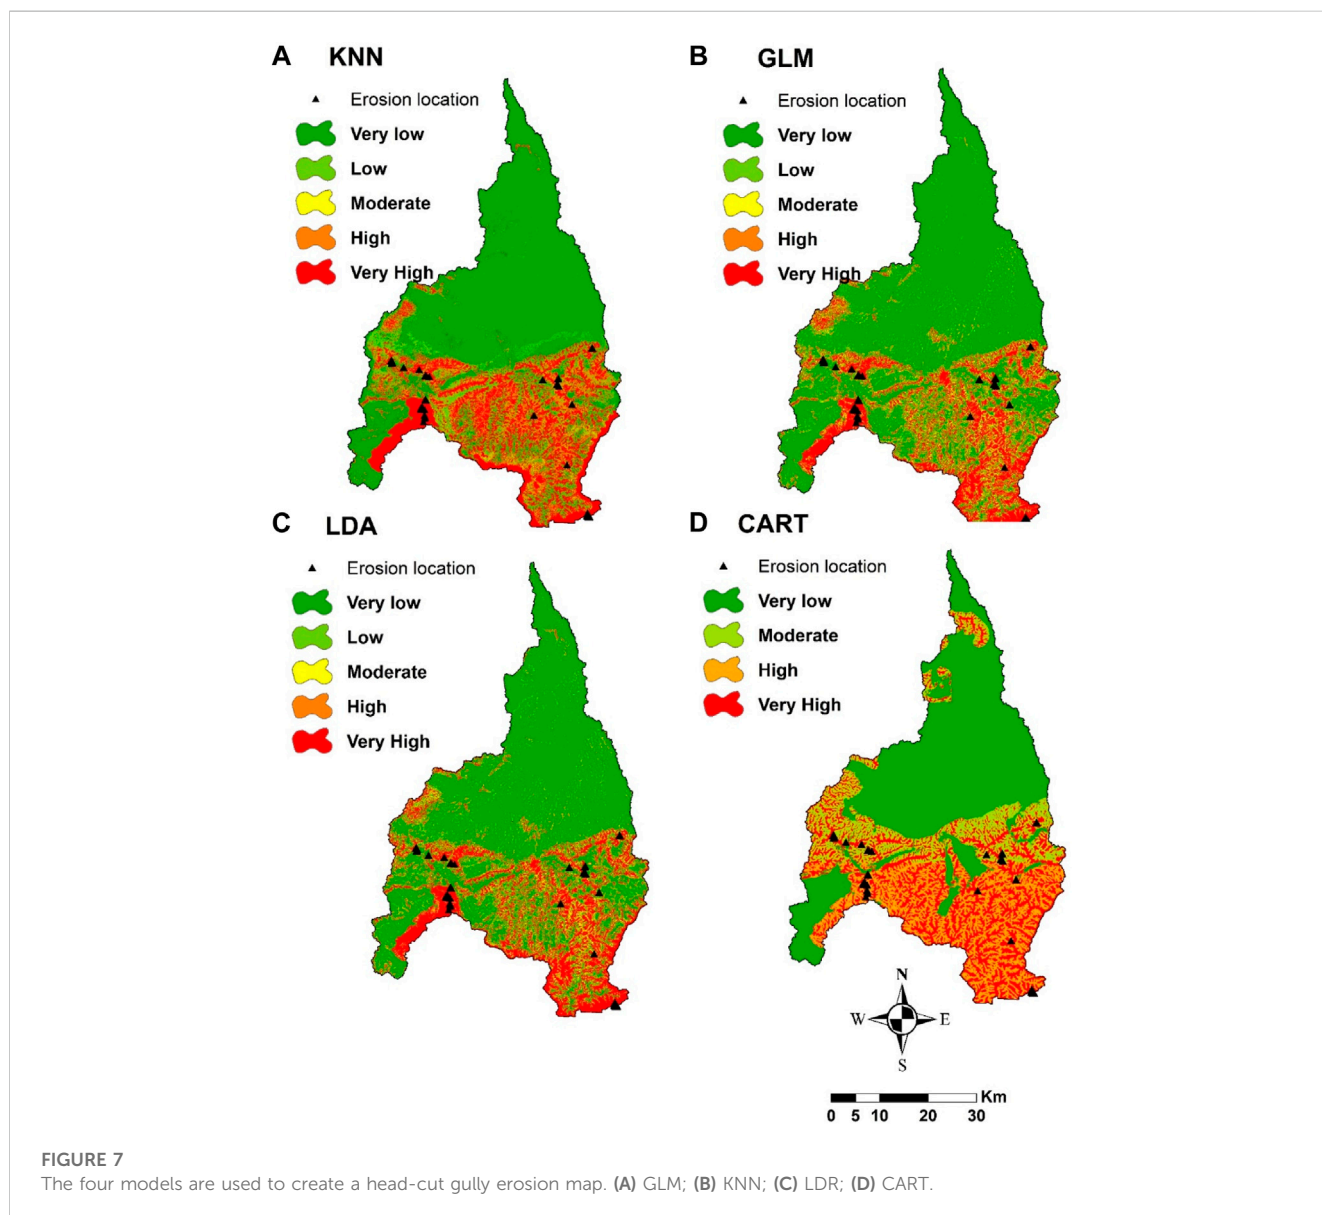 A KNN
Erosion location
Very low
Low
Moderate
High
Very High
B GLM
Erosion location
Very low
Low
Moderate
High
Very High
C LDA
Erosion location
Very low
Low
Moderate
High
Very High
D CART
Erosion location
Very low
Moderate
High
Very High
N
W E
S
Km
0 5 10 20 30
FIGURE 7
The four models are used to create a head-cut gully erosion map. (A) GLM; (B) KNN; (C) LDR; (D) CART.